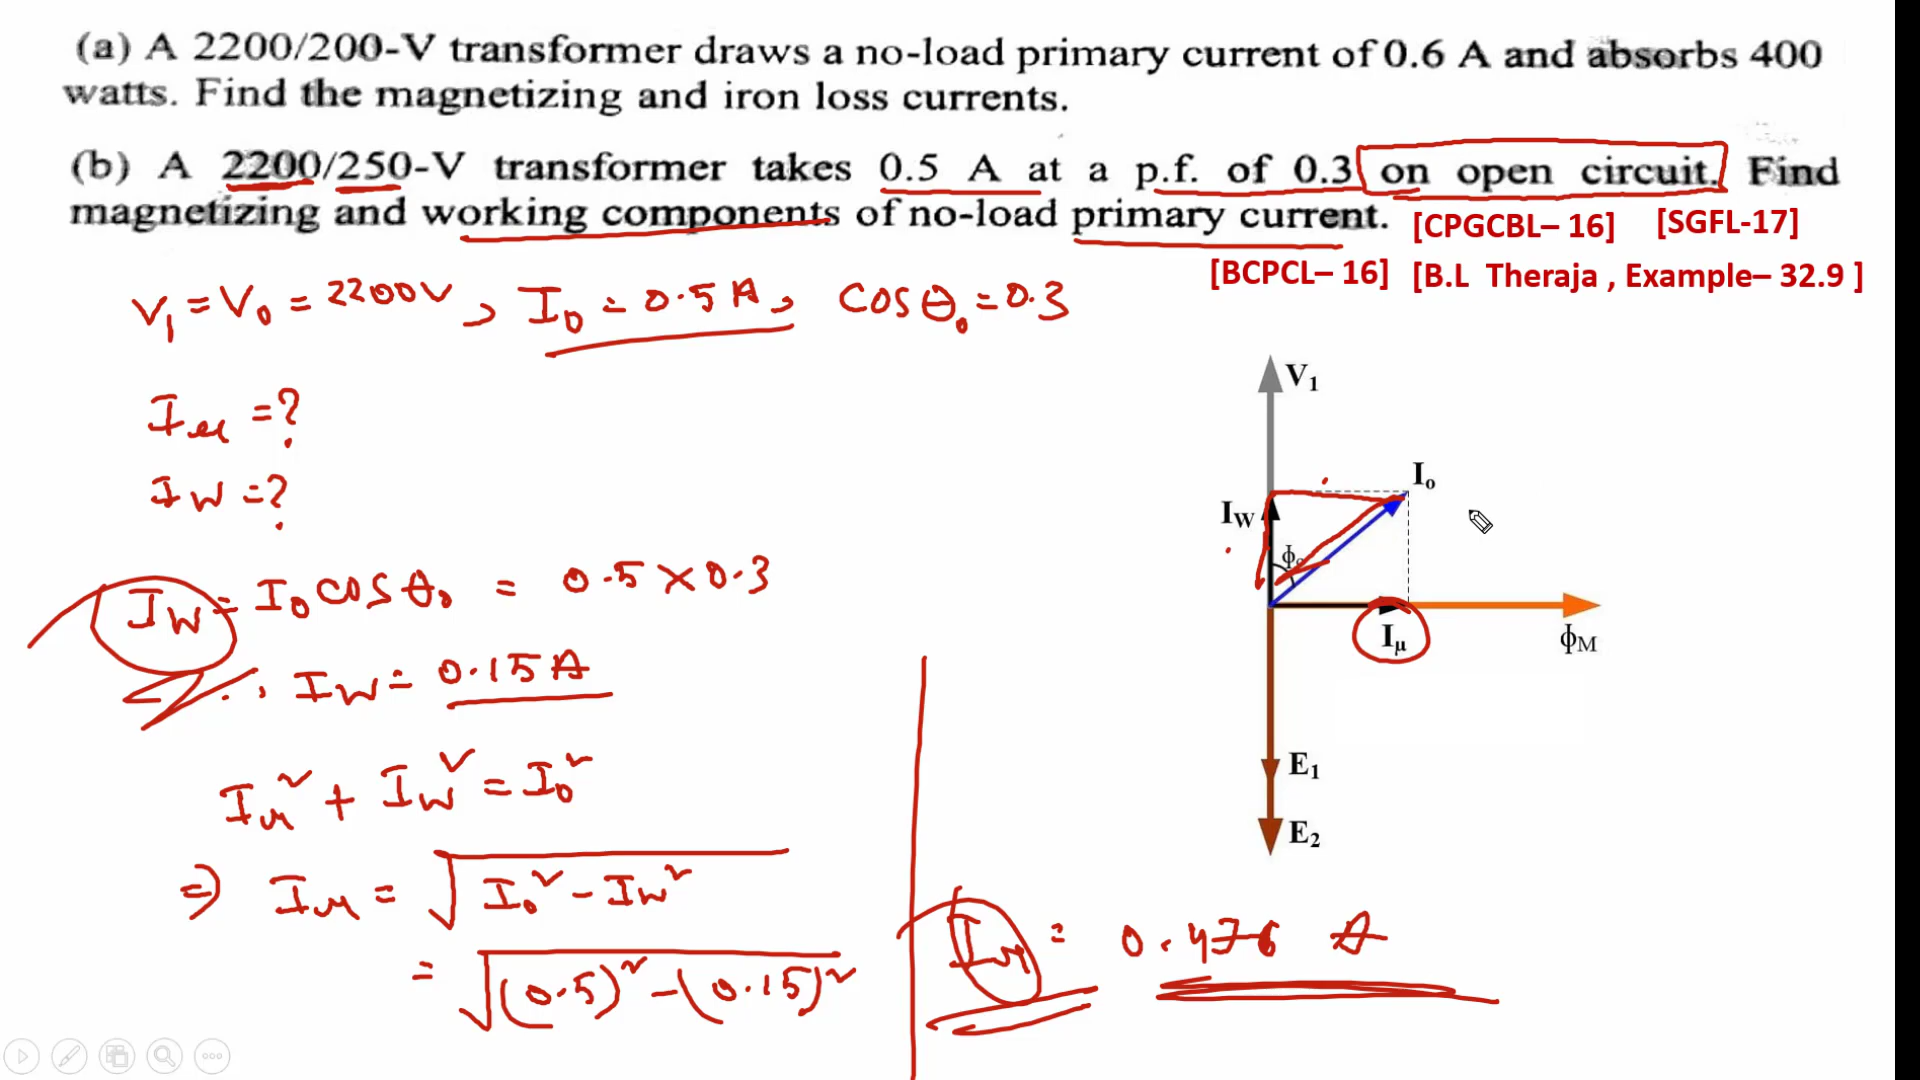 (a) A 2200/200-V transformer draws a no-load primary current of 0.6 A and absorbs 400
watts. Find the magnetizing and iron loss currents.
(b) A 2200/250-V transformer takes 0.5 A at a p.f. of 0.3 on open circuit. Find
magnetizing and working components of no-load primary current. [CPGCBL– 16] [SGFL-17]
[BCPCL– 16] [B.L Theraja , Example– 32.9 ]
V₁ = V₀ = 2200V , I₀ = 0.5 A, cosθ₀ = 0.3
Iμ = ?
Iw = ?
Iw = I₀ cosθ₀ = 0.5 × 0.3
∴ Iw = 0.15 A
Iμ² + Iw² = I₀²
⇒ Iμ = √(I₀² - Iw²)
= √((0.5)² - (0.15)²)
Iμ = 0.476 A
V₁
I₀
Iw
ϕ₀
Iμ
ϕM
E₁
E₂